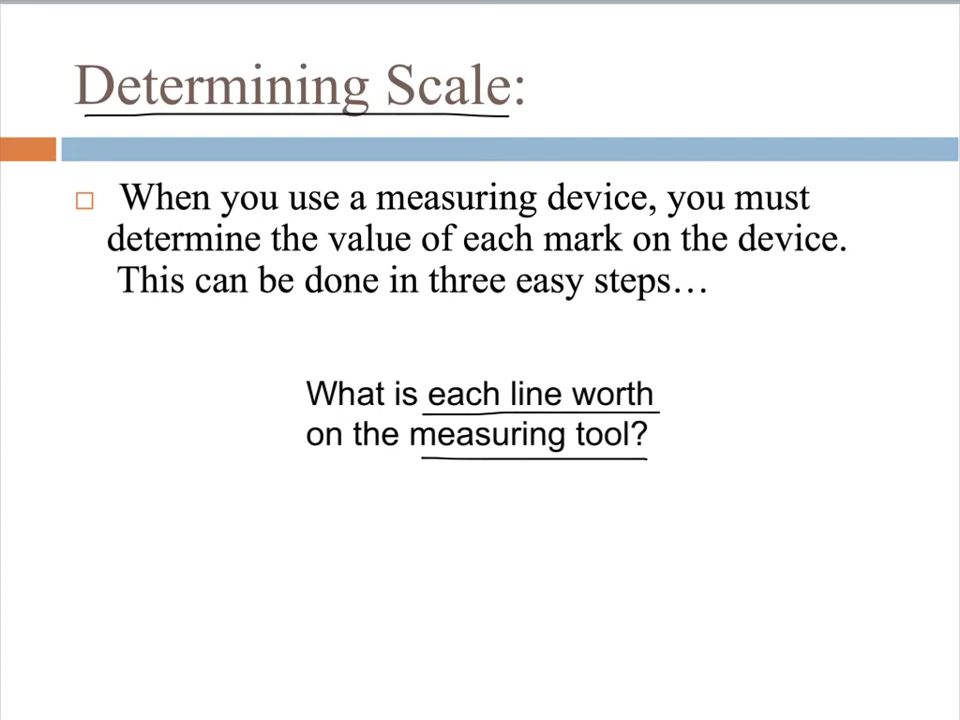 Determining Scale:
When you use a measuring device, you must
determine the value of each mark on the device.
This can be done in three easy steps…
What is each line worth
on the measuring tool?